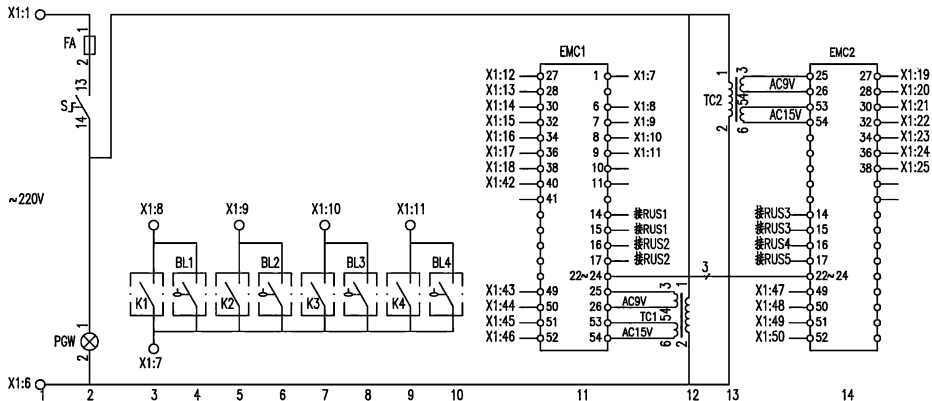 X1:1
1
FA
2
13
S
14
~220V
1
PGW
2
X1:6
X1:8
X1:9
X1:10
X1:11
BL1
BL2
BL3
BL4
K1
K2
K3
K4
X1:7
EMC1
X1:12 27 1 X1:7
X1:13 28
X1:14 30 6 X1:8
X1:15 32 7 X1:9
X1:16 34 8 X1:10
X1:17 36 9 X1:11
X1:18 38 10
X1:42 40 11
41
14 接RUS1
15 接RUS1
16 接RUS2
17 接RUS2
22~24 3
X1:43 49 25
X1:44 50 26
X1:45 51 53
X1:46 52 54
AC9V
TC1
AC15V
3
54
6
1
2
1
TC2
2
3
54
6
AC9V
AC15V
EMC2
25 27 X1:19
26 28 X1:20
53 30 X1:21
54 32 X1:22
34 X1:23
36 X1:24
38 X1:25
接RUS3 14
接RUS3 15
接RUS4 16
接RUS5 17
22~24
X1:47 49
X1:48 50
X1:49 51
X1:50 52
1 2 3 4 5 6 7 8 9 10 11 12 13 14